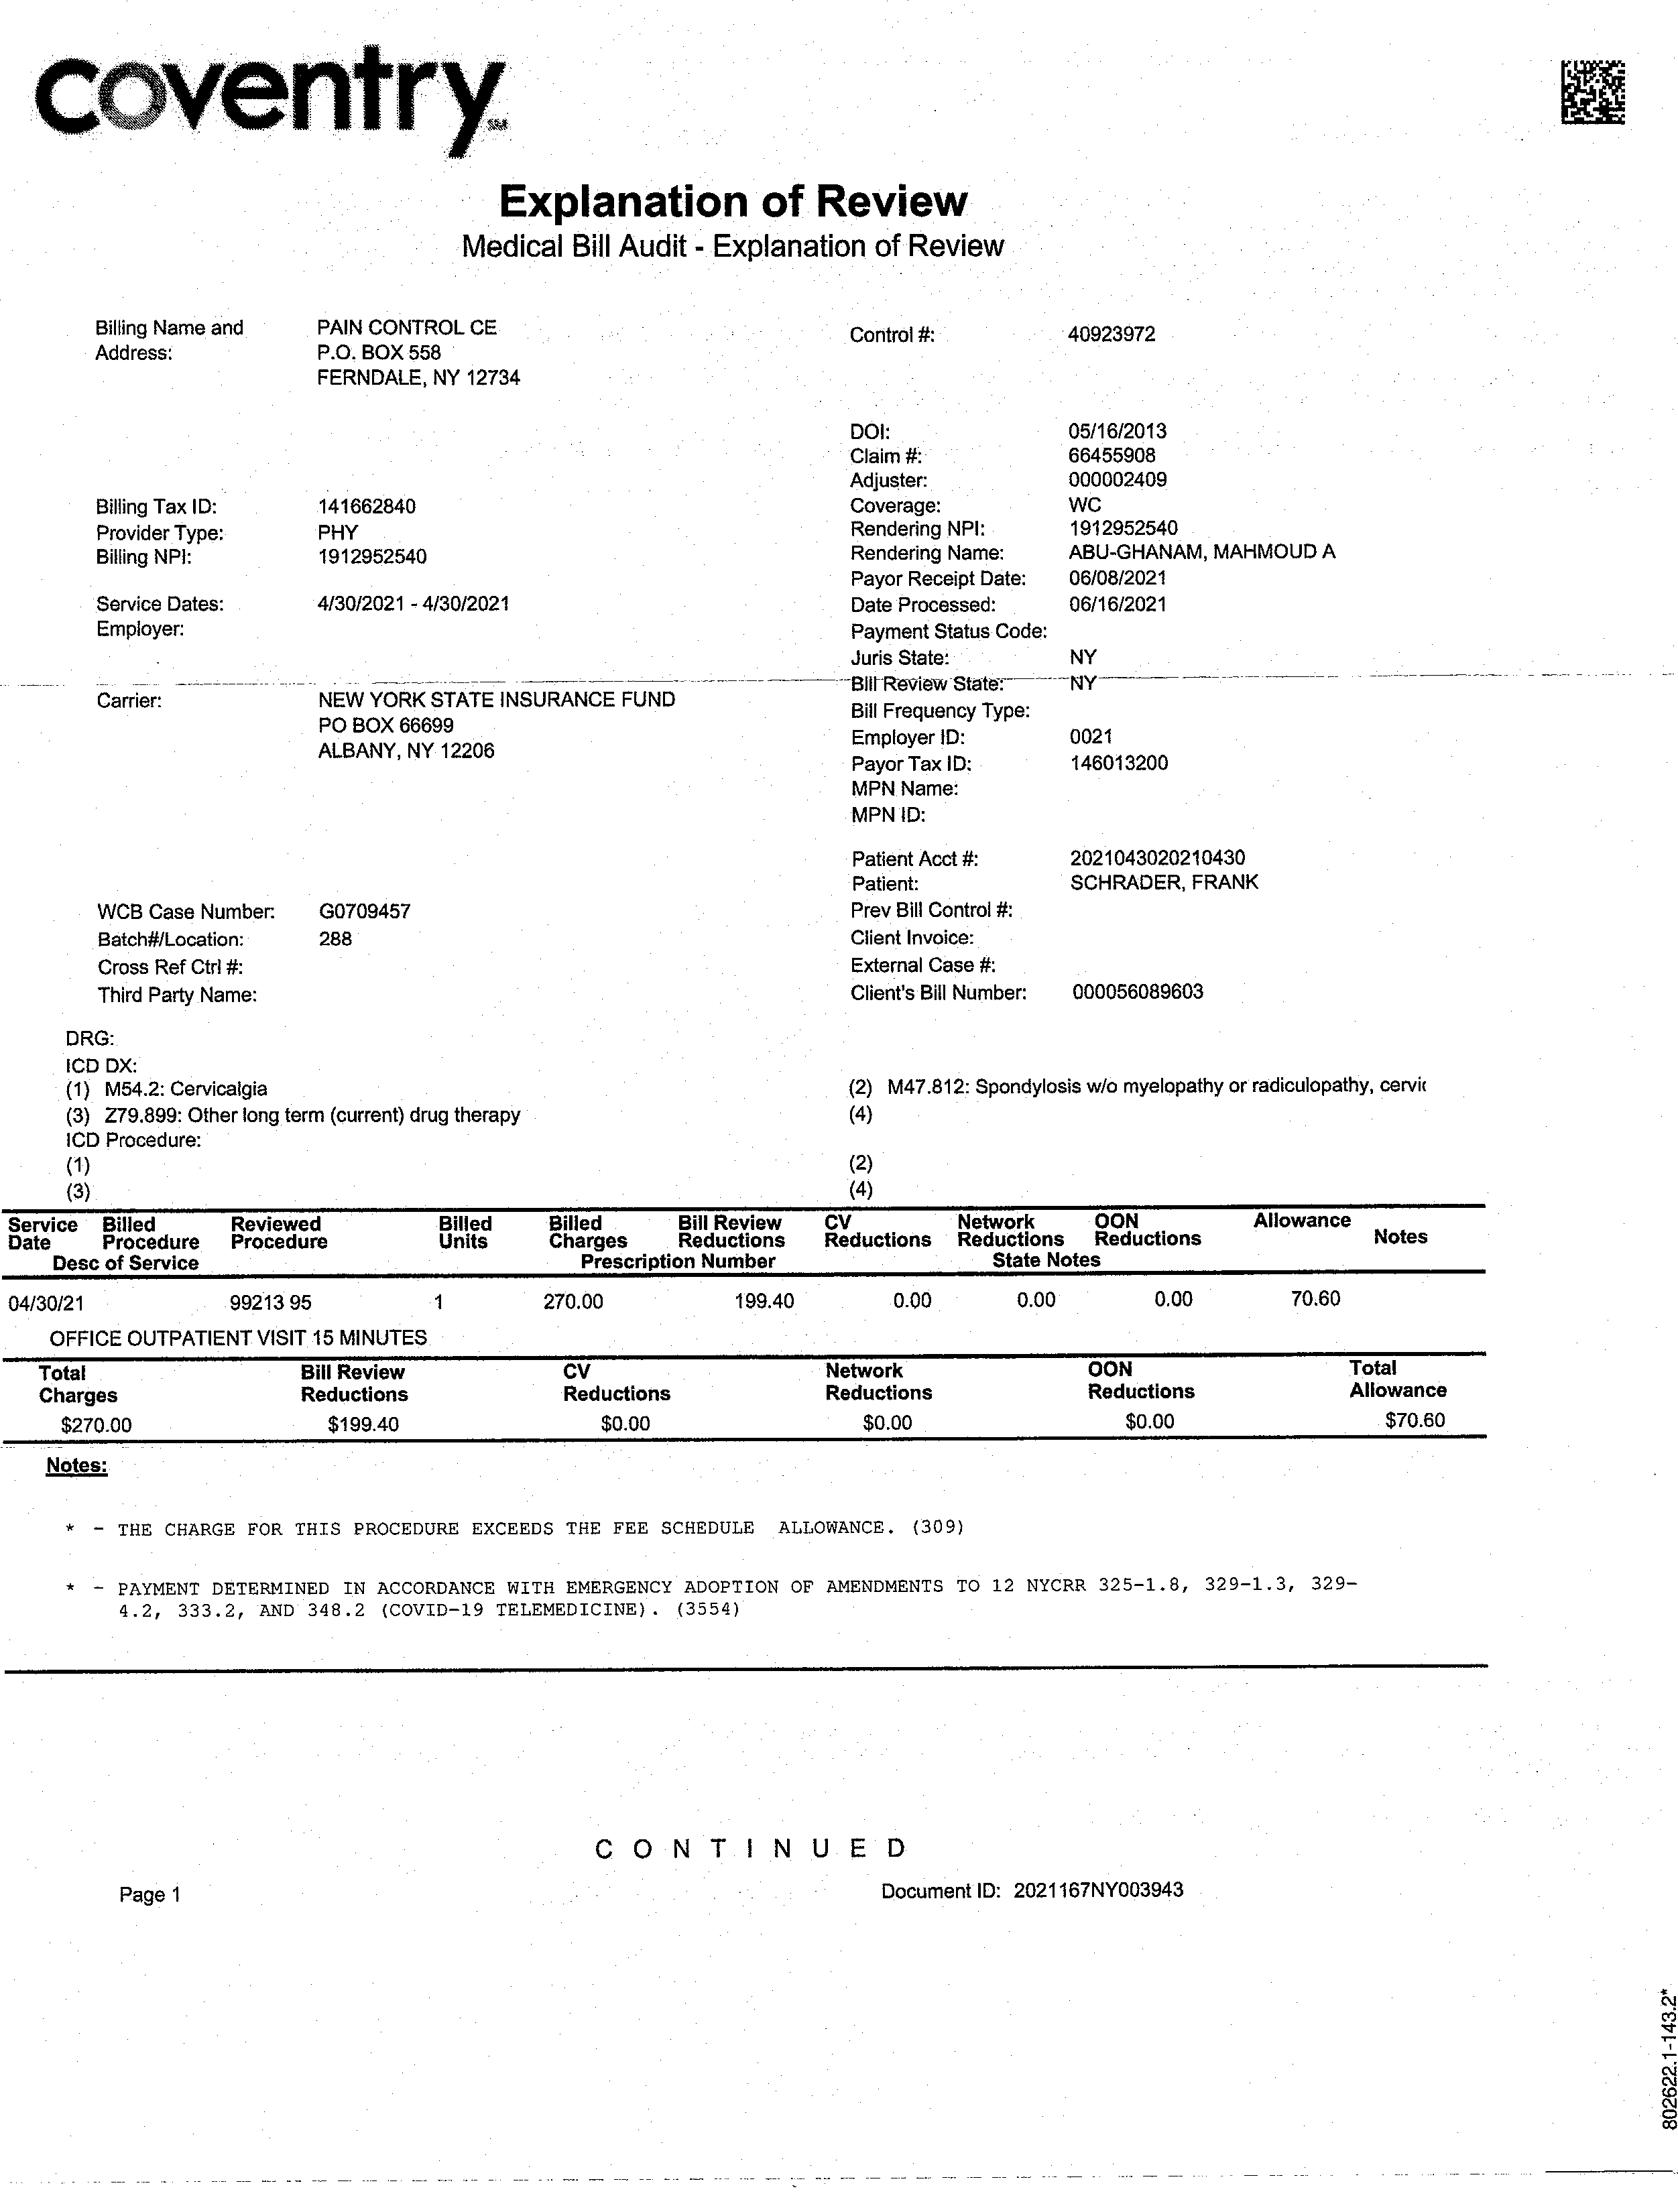 coventry SM
Explanation of Review
Medical Bill Audit - Explanation of Review
Billing Name and Address: PAIN CONTROL CE
P.O. BOX 558
FERNDALE, NY 12734
Control #: 40923972
DOI: 05/16/2013
Claim #: 66455908
Adjuster: 000002409
Billing Tax ID: 141662840
Coverage: WC
Provider Type: PHY
Rendering NPI: 1912952540
Billing NPI: 1912952540
Rendering Name: ABU-GHANAM, MAHMOUD A
Payor Receipt Date: 06/08/2021
Service Dates: 4/30/2021 - 4/30/2021
Date Processed: 06/16/2021
Employer:
Payment Status Code:
Juris State: NY
Bill Review State: NY
Carrier: NEW YORK STATE INSURANCE FUND
PO BOX 66699
ALBANY, NY 12206
Bill Frequency Type:
Employer ID: 0021
Payor Tax ID: 146013200
MPN Name:
MPN ID:
Patient Acct #: 2021043020210430
Patient: SCHRADER, FRANK
WCB Case Number: G0709457
Prev Bill Control #:
Batch#/Location: 288
Client Invoice:
Cross Ref Ctrl #:
External Case #:
Third Party Name:
Client's Bill Number: 000056089603
DRG:
ICD DX:
(1) M54.2: Cervicalgia (2) M47.812: Spondylosis w/o myelopathy or radiculopathy, cervic
(3) Z79.899: Other long term (current) drug therapy (4)
ICD Procedure:
(1) (2)
(3) (4)
Service Date Billed Procedure Reviewed Procedure Billed Units Billed Charges Bill Review Reductions CV Reductions Network Reductions OON Reductions Allowance Notes
Desc of Service Prescription Number State Notes
04/30/21 99213 95 1 270.00 199.40 0.00 0.00 0.00 70.60
OFFICE OUTPATIENT VISIT 15 MINUTES
Total Charges Bill Review Reductions CV Reductions Network Reductions OON Reductions Total Allowance
$270.00 $199.40 $0.00 $0.00 $0.00 $70.60
Notes:
* - THE CHARGE FOR THIS PROCEDURE EXCEEDS THE FEE SCHEDULE ALLOWANCE. (309)
* - PAYMENT DETERMINED IN ACCORDANCE WITH EMERGENCY ADOPTION OF AMENDMENTS TO 12 NYCRR 325-1.8, 329-1.3, 329-
4.2, 333.2, AND 348.2 (COVID-19 TELEMEDICINE). (3554)
C O N T I N U E D
Page 1 Document ID: 2021167NY003943
802622.1-143.2*